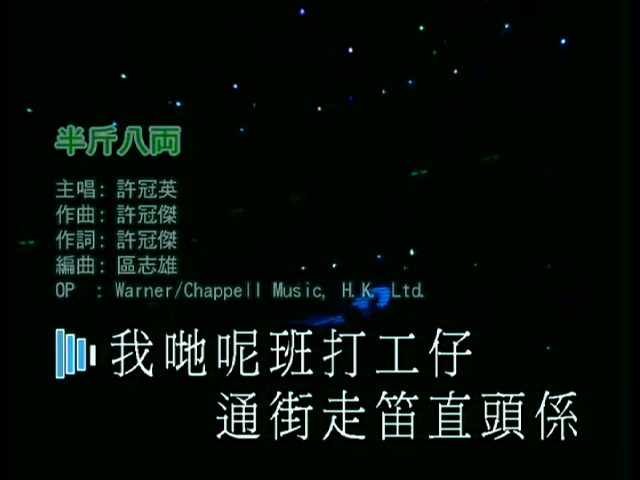 半斤八両
主唱: 許冠英
作曲: 許冠傑
作詞: 許冠傑
編曲: 區志雄
OP : Warner/Chappell Music, H.K. Ltd.
我哋呢班打工仔
通街走笛直頭係